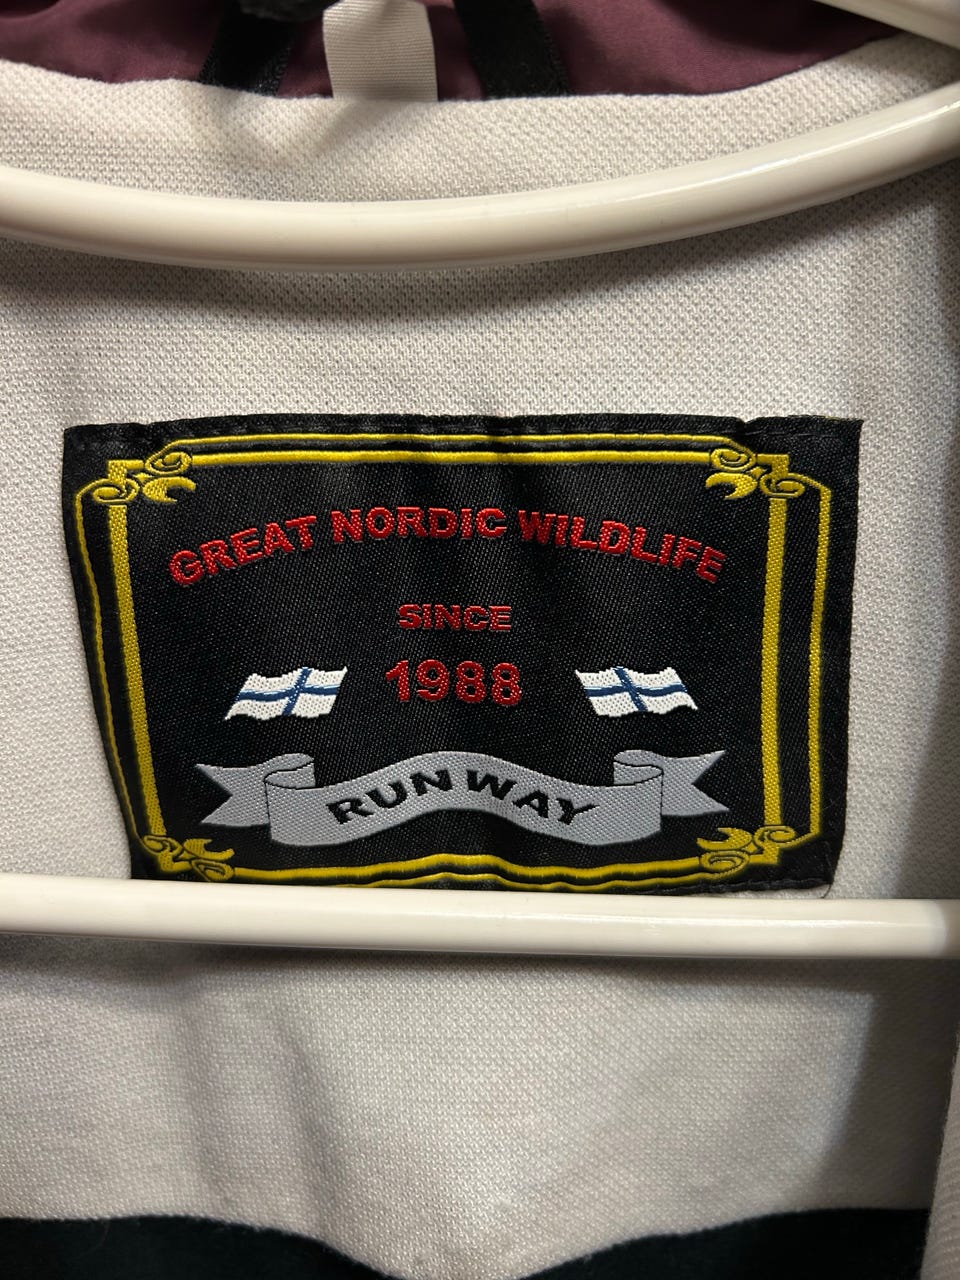 GREAT NORDIC WILDLIFE
SINCE
1988
RUNWAY